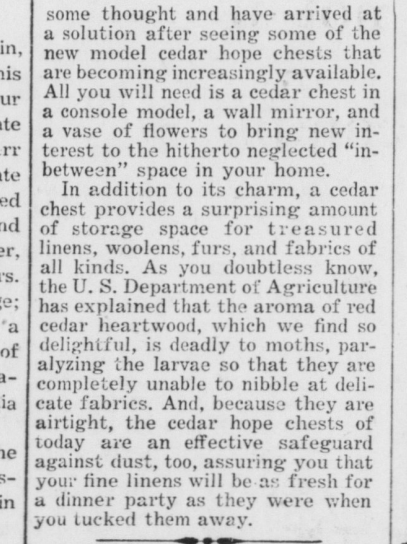 some thought and have arrived at
a solution after seeing some of the
new model cedar hope chests that
are becoming increasingly available.
All you will need is a cedar chest in
a console model, a wall mirror, and
a vase of flowers to bring new in-
terest to the hitherto neglected "in-
between" space in your home.
In addition to its charm, a cedar
chest provides a surprising amount
of storage space for treasured
linens, woolens, furs, and fabrics of
all kinds. As you doubtless know,
the U. S. Department of Agriculture
has explained that the aroma of red
cedar heartwood, which we find so
delightful, is deadly to moths, par-
alyzing the larvae so that they are
completely unable to nibble at deli-
cate fabrics. And, because they are
airtight, the cedar hope chests of
today are an effective safeguard
against dust, too, assuring you that
your fine linens will be as fresh for
a dinner party as they were when
you tucked them away.